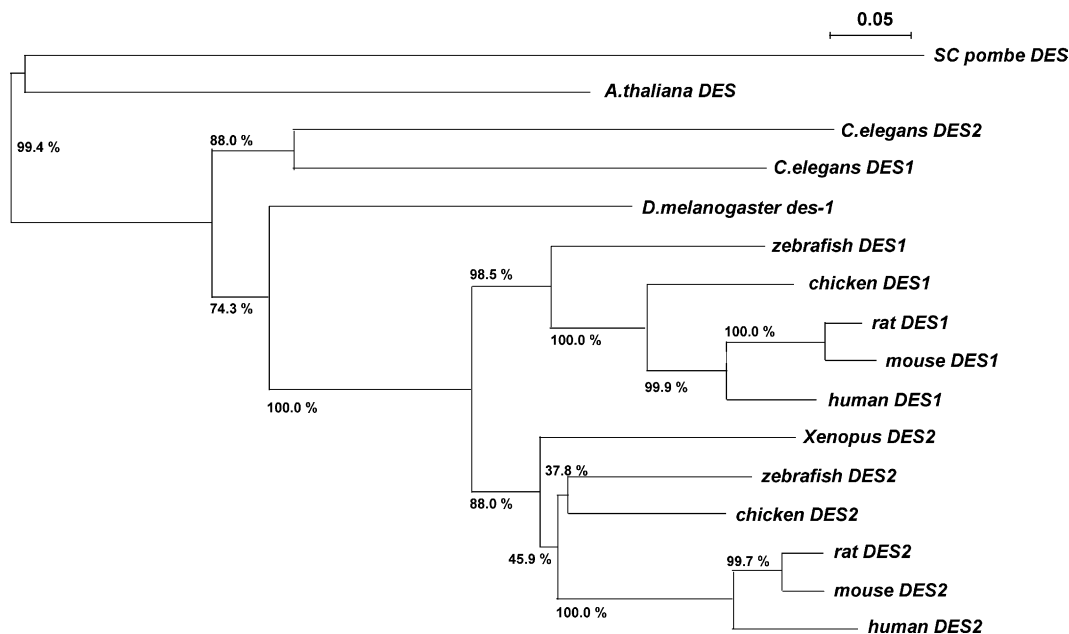 0.05
SC pombe DES
A.thaliana DES
C.elegans DES2
88.0 %
99.4 %
C.elegans DES1
D.melanogaster des-1
zebrafish DES1
98.5 %
chicken DES1
74.3 %
rat DES1
100.0 %
100.0 %
mouse DES1
99.9 %
human DES1
100.0 %
Xenopus DES2
37.8 %
zebrafish DES2
88.0 %
chicken DES2
rat DES2
45.9 %
99.7 %
mouse DES2
100.0 %
human DES2